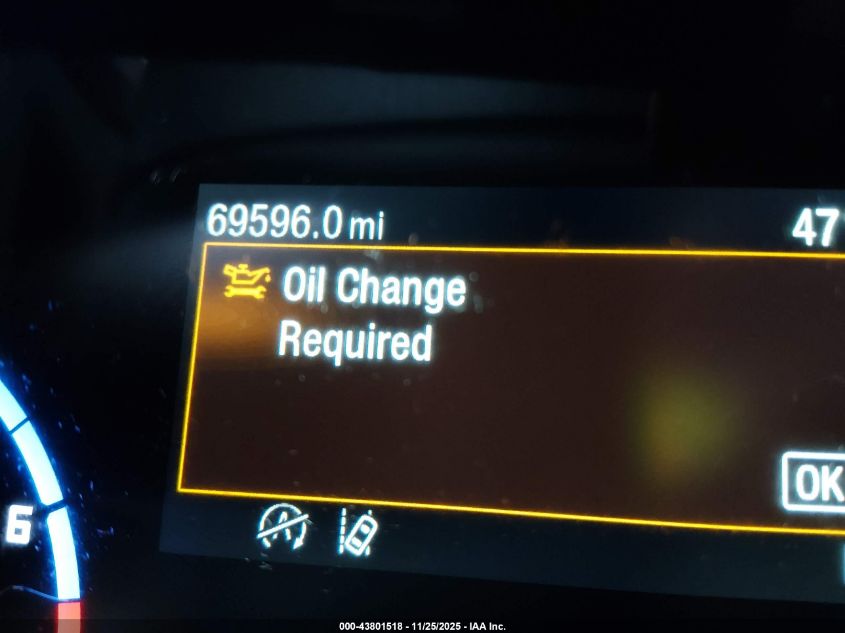 69596.0 mi
47
Oil Change
Required
OK
6
000-43801518 - 11/25/2025 - IAA Inc.